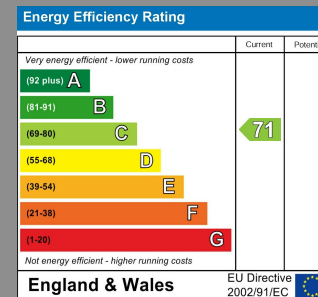 Energy Efficiency Rating
Current Potent
Very energy efficient - lower running costs
(92 plus) A
(81-91) B
(69-80) C 71
(55-68) D
(39-54) E
(21-38) F
(1-20) G
Not energy efficient - higher running costs
England & Wales
EU Directive
2002/91/EC